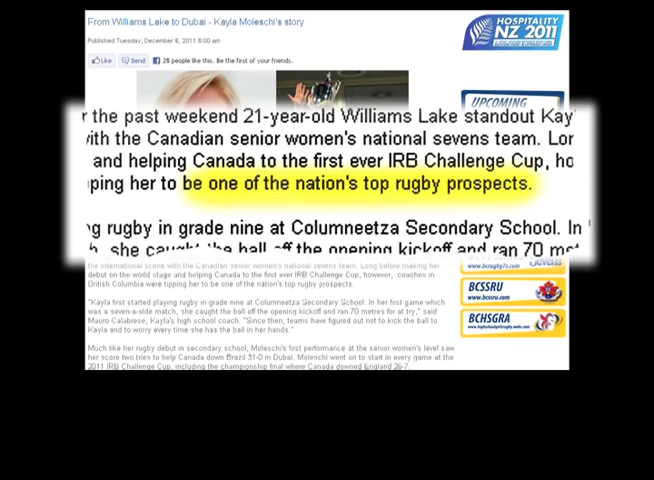 From Williams Lake to Dubai - Kayla Moleschi's story
Published Tuesday, December 6, 2011 8.00 am
Like Send 25 people like this. Be the first of your friends.
HOSPITALITY
NZ 2011
UPCOMING
r the past weekend 21-year-old Williams Lake standout Kay
with the Canadian senior women's national sevens team. Lon
and helping Canada to the first ever IRB Challenge Cup, ho
pping her to be one of the nation's top rugby prospects.
ng rugby in grade nine at Columneetza Secondary School. In
h, she caught the ball off the opening kickoff and ran 70 met
the international scene with the Canadian senior women's national sevens team. Long before making her
debut on the world stage and helping Canada to the first ever IRB Challenge Cup, however, coaches in
British Columbia were tipping her to be one of the nation's top rugby prospects.
"Kayla first started playing rugby in grade nine at Columneetza Secondary School. In her first game which
was a seven-a-side match, she caught the ball off the opening kickoff and ran 70 metres for at try," said
Mauro Calabrese, Kayla's high school coach. "Since then, teams have figured out not to kick the ball to
Kayla and to worry every time she has the ball in her hands."
Much like her rugby debut in secondary school, Moleschi's first performance at the senior women's level saw
her score two tries to help Canada down Brazil 31-0 in Dubai. Moleschi went on to start in every game at the
2011 IRB Challenge Cup, including the championship final where Canada downed England 26-7.
www.bcrugby7s.com
BCSSRU
www.bcssru.com
BCHSGRA
www.highschoolgirlsrugby.webs.com